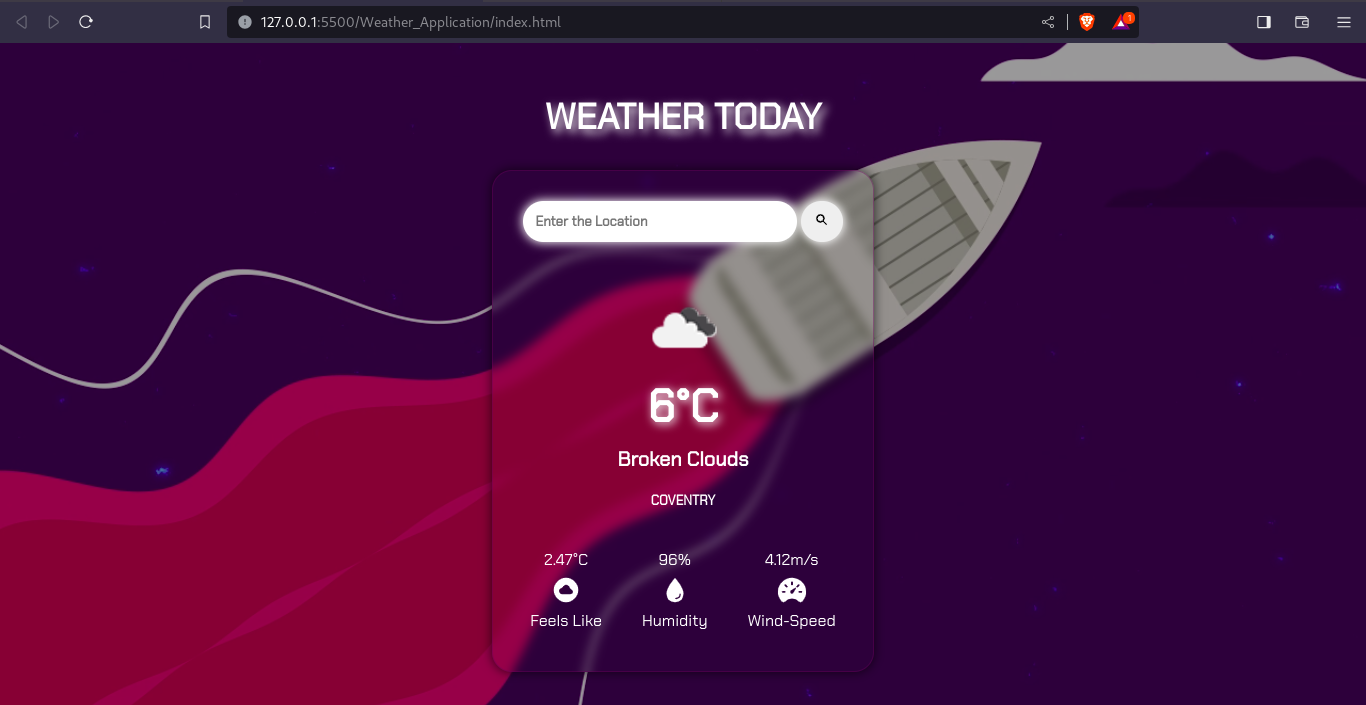 127.0.0.1:5500/Weather_Application/index.html
1
WEATHER TODAY
Enter the Location
6°C
Broken Clouds
COVENTRY
2.47°C 96% 4.12m/s
Feels Like Humidity Wind-Speed